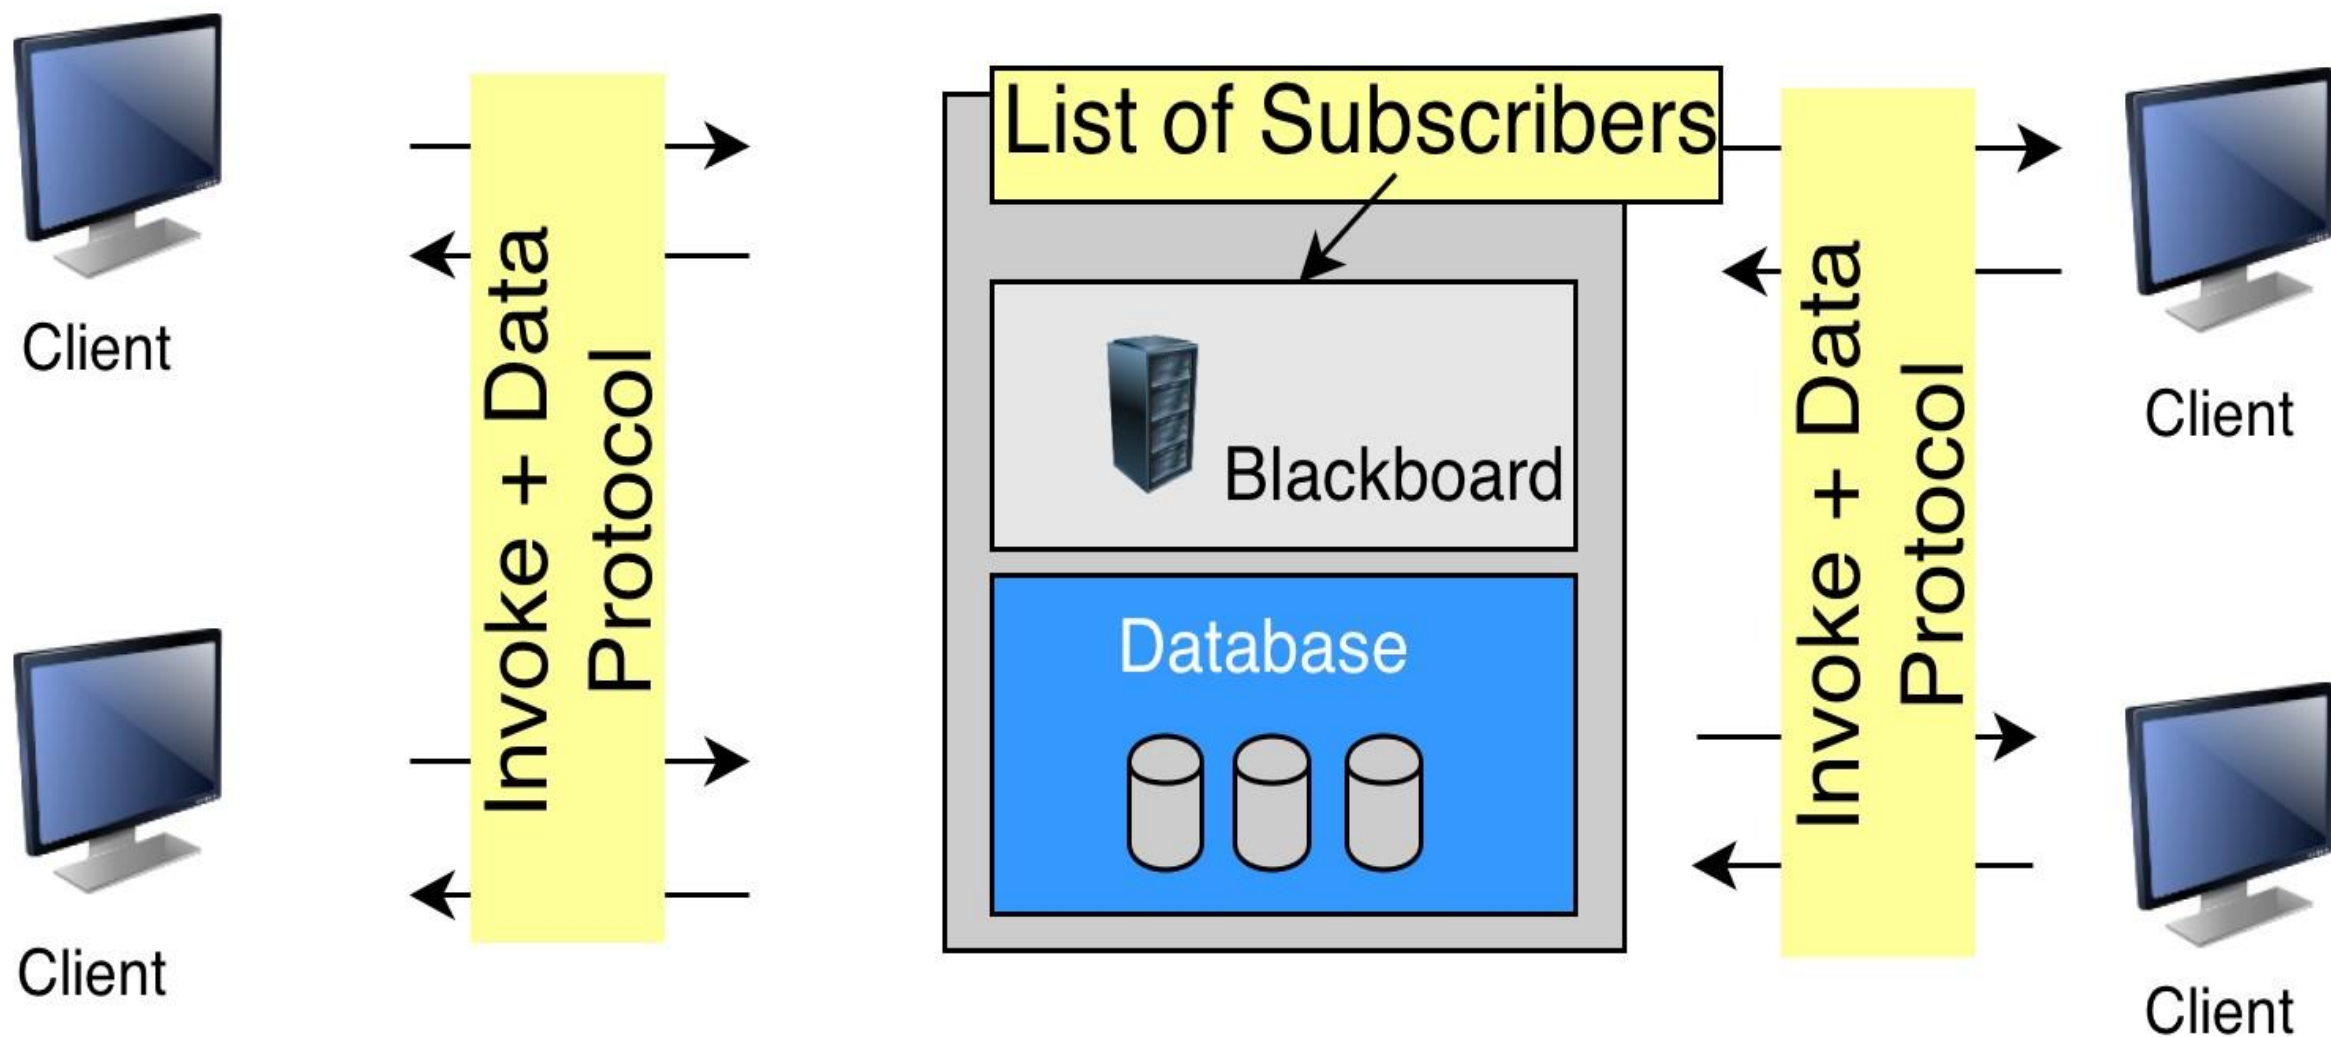 Client
Client
Invoke + Data
Protocol
List of Subscribers
Blackboard
Database
Invoke + Data
Protocol
Client
Client